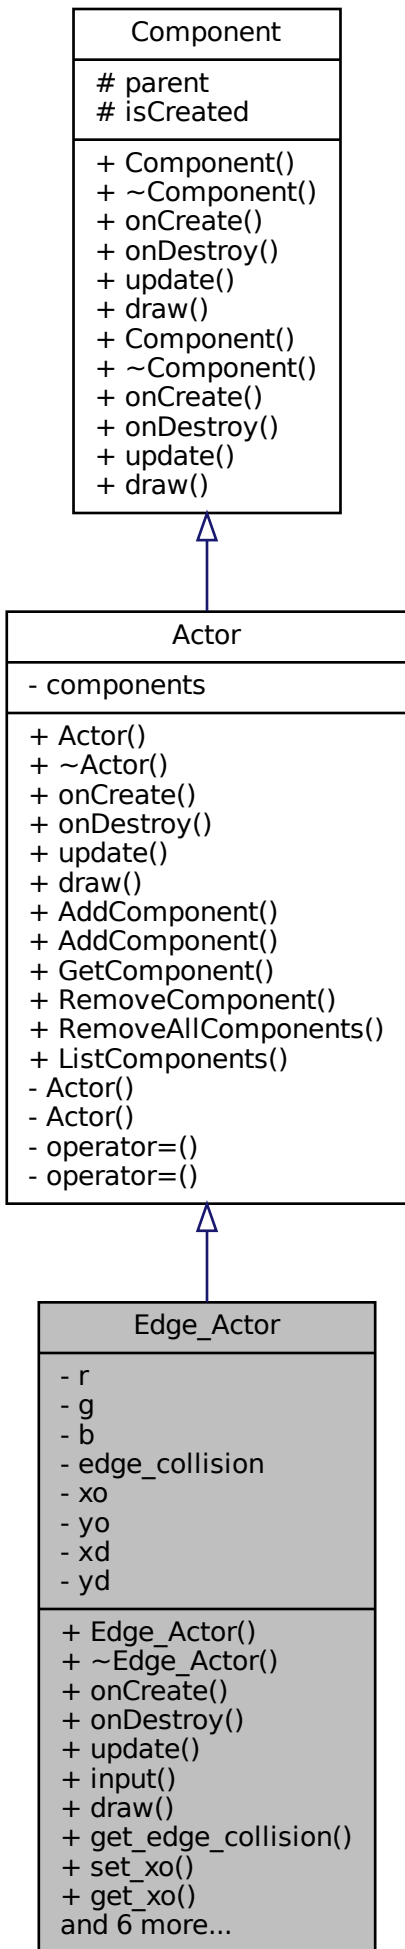 Component
# parent
# isCreated
+ Component()
+ ~Component()
+ onCreate()
+ onDestroy()
+ update()
+ draw()
+ Component()
+ ~Component()
+ onCreate()
+ onDestroy()
+ update()
+ draw()
Actor
- components
+ Actor()
+ ~Actor()
+ onCreate()
+ onDestroy()
+ update()
+ draw()
+ AddComponent()
+ AddComponent()
+ GetComponent()
+ RemoveComponent()
+ RemoveAllComponents()
+ ListComponents()
- Actor()
- Actor()
- operator=()
- operator=()
Edge_Actor
- r
- g
- b
- edge_collision
- xo
- yo
- xd
- yd
+ Edge_Actor()
+ ~Edge_Actor()
+ onCreate()
+ onDestroy()
+ update()
+ input()
+ draw()
+ get_edge_collision()
+ set_xo()
+ get_xo()
and 6 more...